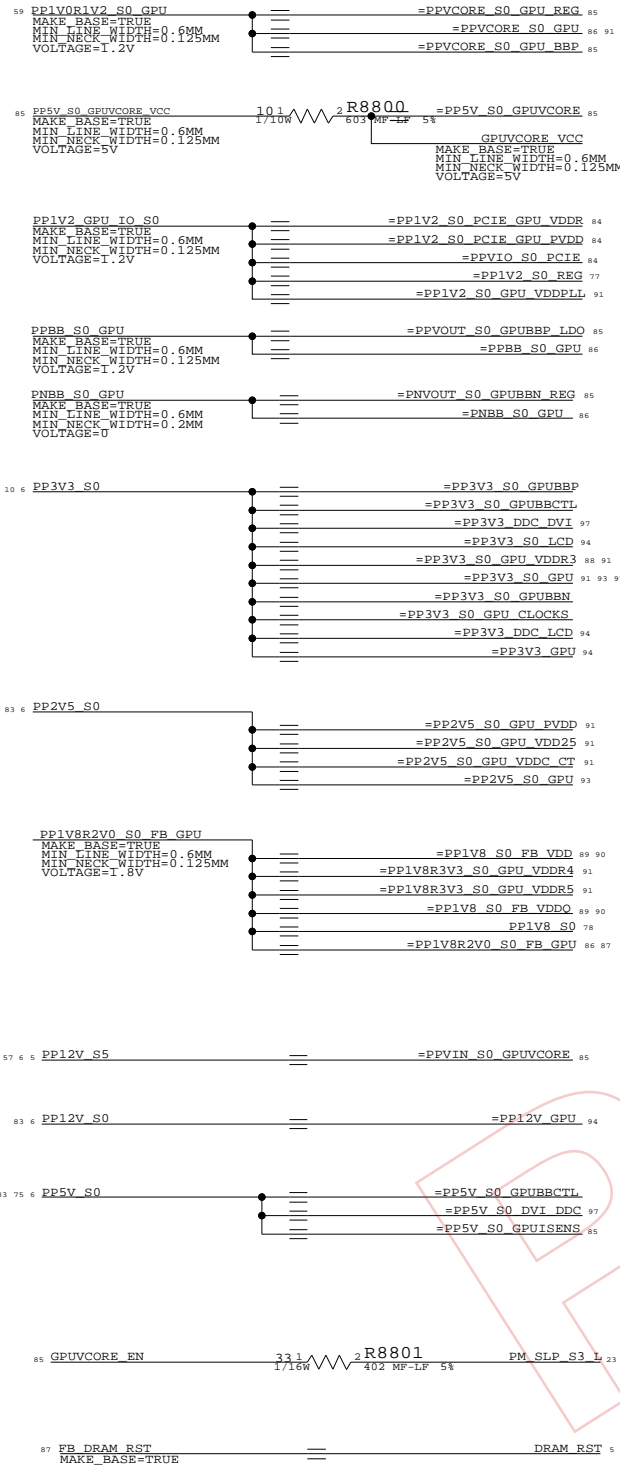 59 PP1V0R1V2_S0_GPU =PPVCORE_S0_GPU_REG 85
MAKE_BASE=TRUE
MIN_LINE_WIDTH=0.6MM
MIN_NECK_WIDTH=0.125MM
VOLTAGE=1.2V
=PPVCORE_S0_GPU 86 91
=PPVCORE_S0_GPU_BBP 85
85 PP5V_S0_GPUVCORE_VCC 10 1 2 R8800 =PP5V_S0_GPUVCORE 85
1/10W 603 MF-LF 5%
MAKE_BASE=TRUE
MIN_LINE_WIDTH=0.6MM
MIN_NECK_WIDTH=0.125MM
VOLTAGE=5V
GPUVCORE_VCC
MAKE_BASE=TRUE
MIN_LINE_WIDTH=0.6MM
MIN_NECK_WIDTH=0.125MM
VOLTAGE=5V
PP1V2_GPU_IO_S0 =PP1V2_S0_PCIE_GPU_VDDR 84
MAKE_BASE=TRUE
MIN_LINE_WIDTH=0.6MM
MIN_NECK_WIDTH=0.125MM
VOLTAGE=1.2V
=PP1V2_S0_PCIE_GPU_PVDD 84
=PPVIO_S0_PCIE 84
=PP1V2_S0_REG 77
=PP1V2_S0_GPU_VDDPLL 91
PPBB_S0_GPU =PPVOUT_S0_GPUBBP_LDO 85
MAKE_BASE=TRUE
MIN_LINE_WIDTH=0.6MM
MIN_NECK_WIDTH=0.125MM
VOLTAGE=1.2V
=PPBB_S0_GPU 86
PNBB_S0_GPU =PNVOUT_S0_GPUBBN_REG 85
MAKE_BASE=TRUE
MIN_LINE_WIDTH=0.6MM
MIN_NECK_WIDTH=0.2MM
VOLTAGE=0
=PNBB_S0_GPU 86
10 6 PP3V3_S0 =PP3V3_S0_GPUBBP
=PP3V3_S0_GPUBBCTL
=PP3V3_DDC_DVI 97
=PP3V3_S0_LCD 94
=PP3V3_S0_GPU_VDDR3 88 91
=PP3V3_S0_GPU 91 93
=PP3V3_S0_GPUBBN
=PP3V3_S0_GPU_CLOCKS
=PP3V3_DDC_LCD 94
=PP3V3_GPU 94
83 6 PP2V5_S0
=PP2V5_S0_GPU_PVDD 91
=PP2V5_S0_GPU_VDD25 91
=PP2V5_S0_GPU_VDDC_CT 91
=PP2V5_S0_GPU 93
PP1V8R2V0_S0_FB_GPU
MAKE_BASE=TRUE
MIN_LINE_WIDTH=0.6MM
MIN_NECK_WIDTH=0.125MM
VOLTAGE=1.8V
=PP1V8_S0_FB_VDD 89 90
=PP1V8R3V3_S0_GPU_VDDR4 91
=PP1V8R3V3_S0_GPU_VDDR5 91
=PP1V8_S0_FB_VDDQ 89 90
PP1V8_S0 78
=PP1V8R2V0_S0_FB_GPU 86 87
57 6 5 PP12V_S5 =PPVIN_S0_GPUVCORE 85
83 6 PP12V_S0 =PP12V_GPU 94
75 6 PP5V_S0 =PP5V_S0_GPUBBCTL
=PP5V_S0_DVI_DDC 97
=PP5V_S0_GPUISENS 85
85 GPUVCORE_EN 33 1 2 R8801 PM_SLP_S3_L 23
1/16W 402 MF-LF 5%
87 FB_DRAM_RST DRAM_RST 5
MAKE_BASE=TRUE